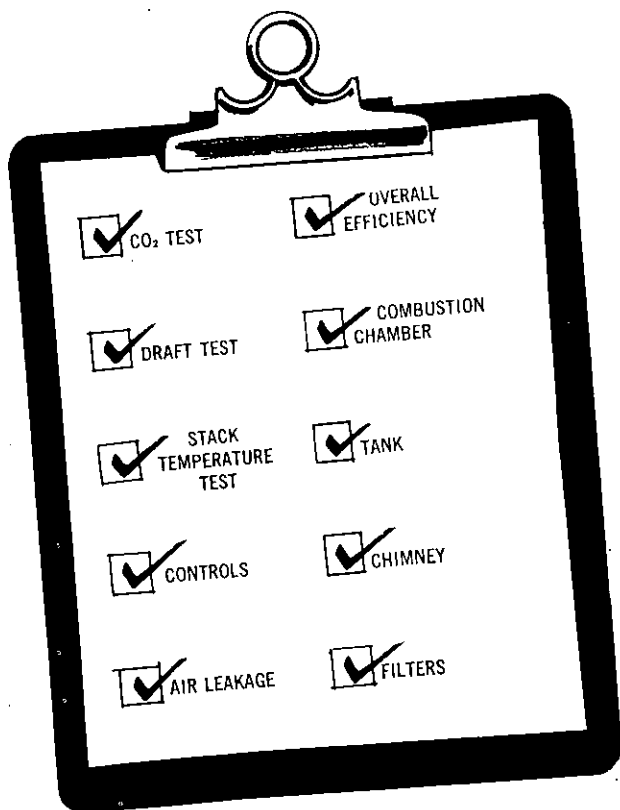 CO₂ TEST
DRAFT TEST
STACK
TEMPERATURE
TEST
CONTROLS
AIR LEAKAGE
OVERALL
EFFICIENCY
COMBUSTION
CHAMBER
TANK
CHIMNEY
FILTERS